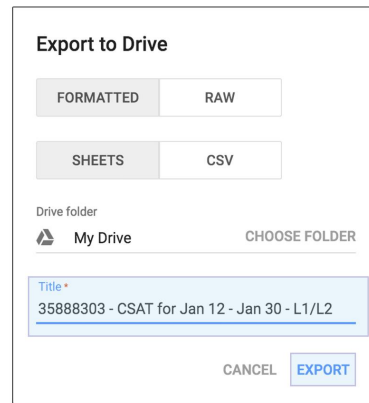 Export to Drive
FORMATTED RAW
SHEETS CSV
Drive folder
My Drive CHOOSE FOLDER
Title *
35888303 - CSAT for Jan 12 - Jan 30 - L1/L2
CANCEL EXPORT